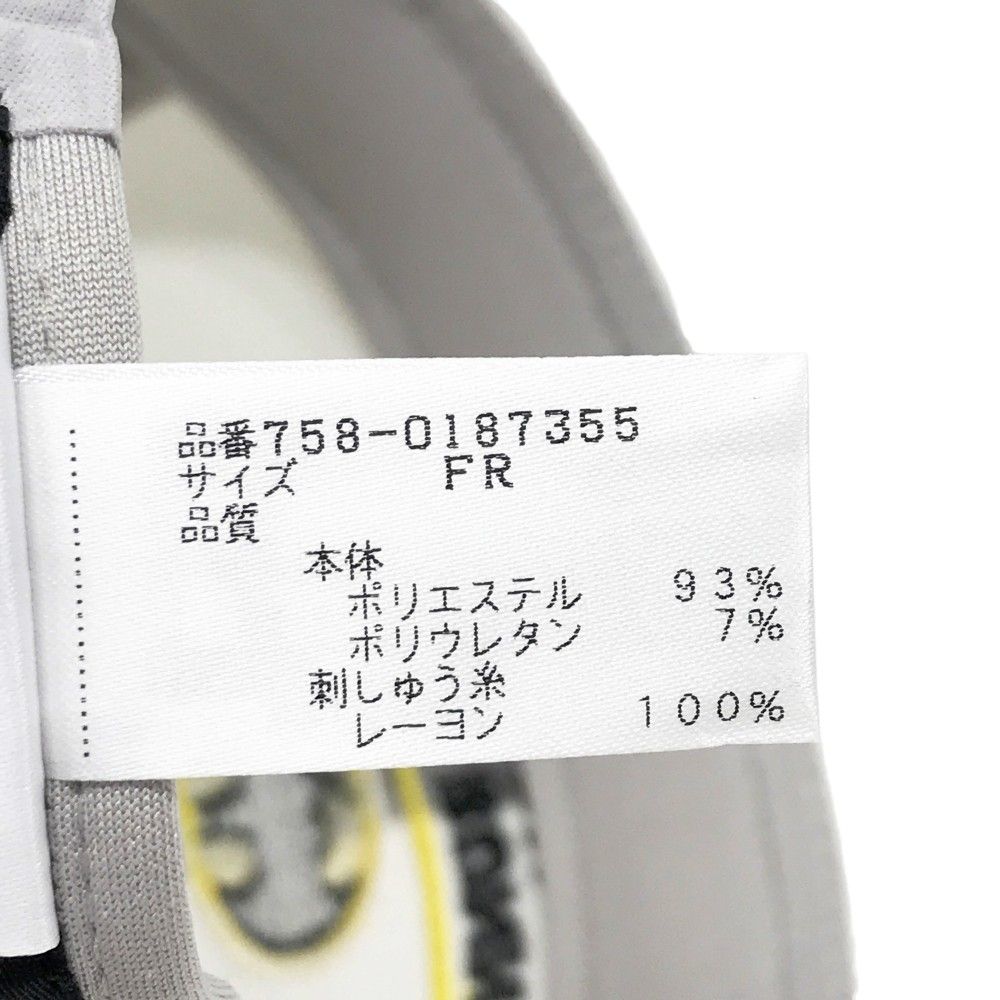 品番758-0187355
サイズ FR
品質
本体
ポリエステル 93%
ポリウレタン 7%
刺しゅう糸
レーヨン 100%